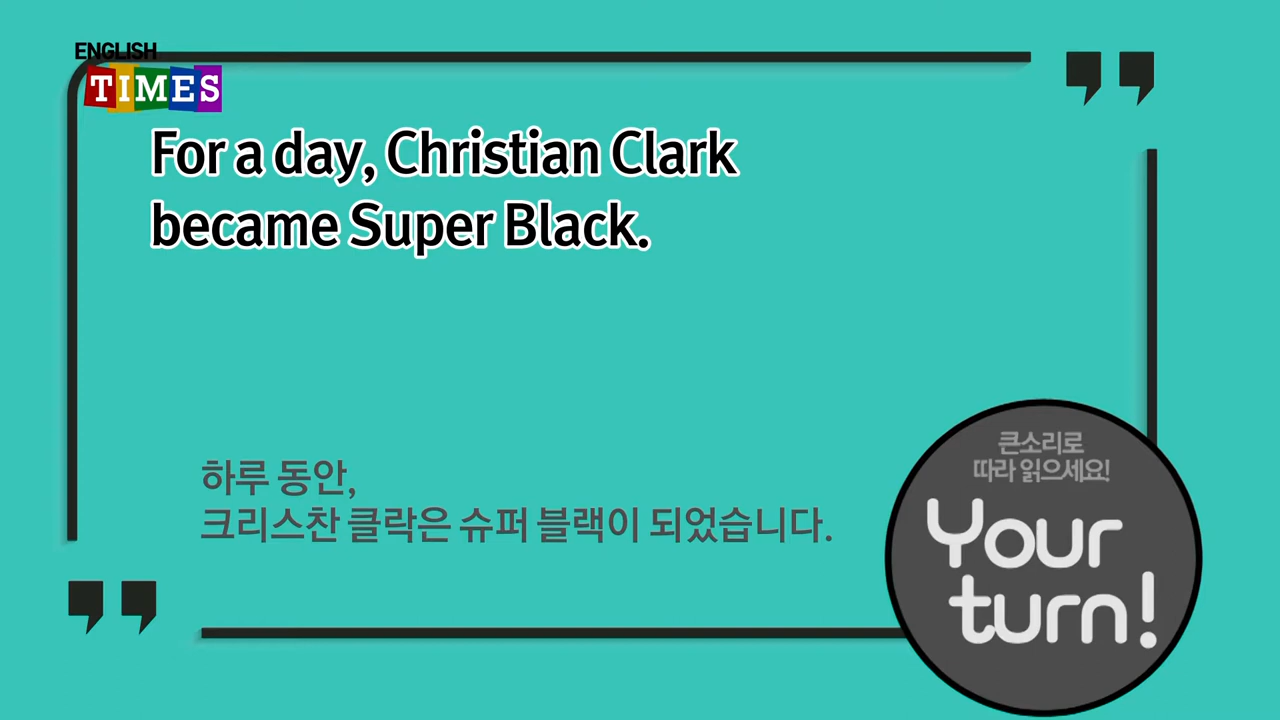 ENGLISH
TIMES
For a day, Christian Clark
became Super Black.
하루 동안,
크리스찬 클락은 슈퍼 블랙이 되었습니다.
큰소리로
따라 읽으세요!
Your
turn!